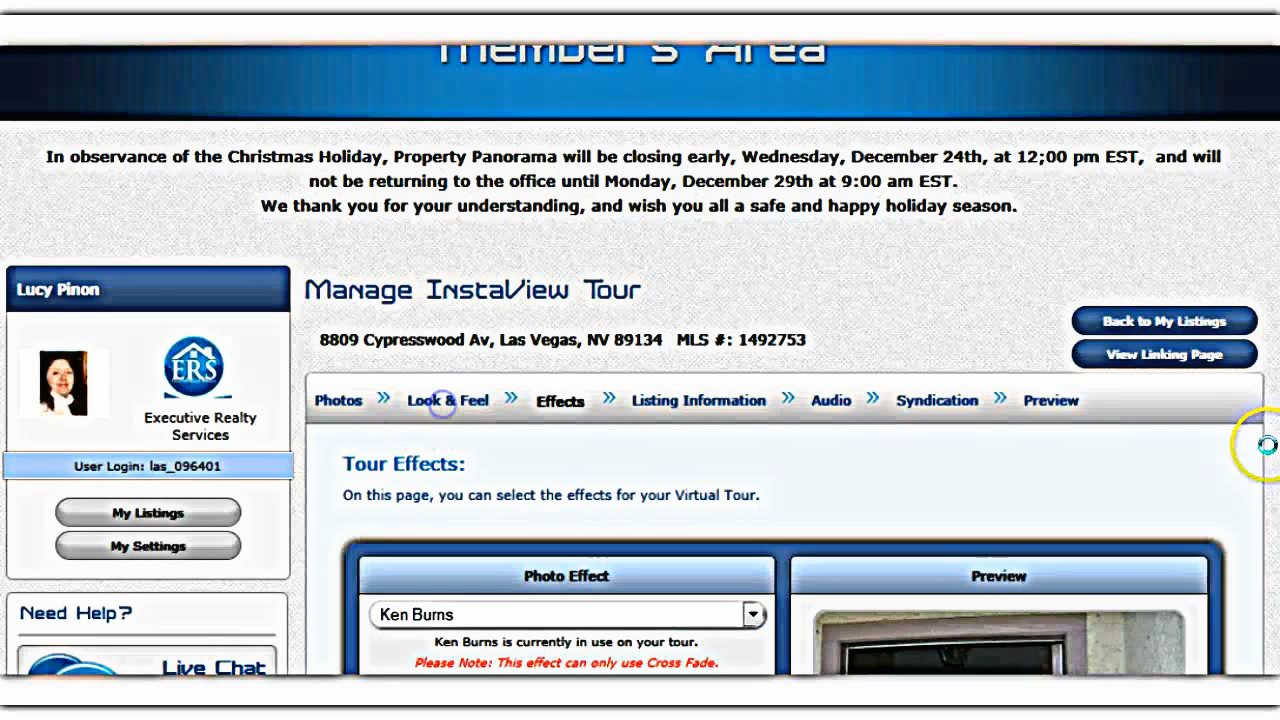 Member's Area
In observance of the Christmas Holiday, Property Panorama will be closing early, Wednesday, December 24th, at 12;00 pm EST, and will
not be returning to the office until Monday, December 29th at 9:00 am EST.
We thank you for your understanding, and wish you all a safe and happy holiday season.
Lucy Pinon
ERS
Executive Realty
Services
User Login: las_096401
My Listings
My Settings
Need Help?
Live Chat
Manage InstaView Tour
8809 Cypresswood Av, Las Vegas, NV 89134 MLS #: 1492753
Back to My Listings
View Linking Page
Photos » Look & Feel » Effects » Listing Information » Audio » Syndication » Preview
Tour Effects:
On this page, you can select the effects for your Virtual Tour.
Photo Effect
Ken Burns
Ken Burns is currently in use on your tour.
Please Note: This effect can only use Cross Fade.
Preview